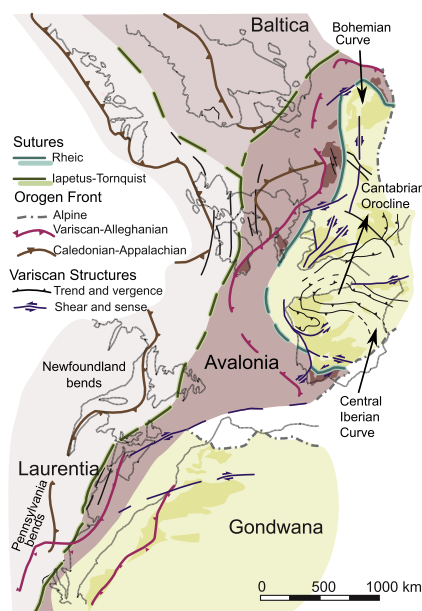 Baltica
Bohemian
Curve
Sutures
Rheic
Iapetus-Tornquist
Orogen Front
Alpine
Variscan-Alleghanian
Caledonian-Appalachian
Variscan Structures
Trend and vergence
Shear and sense
Cantabrian
Orocline
Newfoundland
bends
Avalonia
Central
Iberian
Curve
Laurentia
Pennsylvania
bends
Gondwana
0 500 1000 km